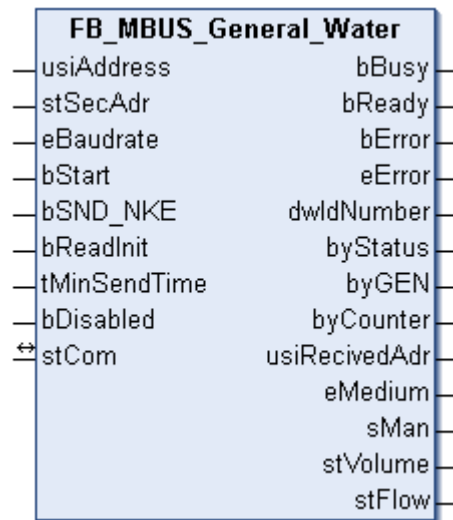 FB_MBUS_General_Water
usiAddress bBusy
stSecAdr bReady
eBaudrate bError
bStart eError
bSND_NKE dwIdNumber
bReadInit byStatus
tMinSendTime byGEN
bDisabled byCounter
stCom usiRecivedAdr
eMedium
sMan
stVolume
stFlow